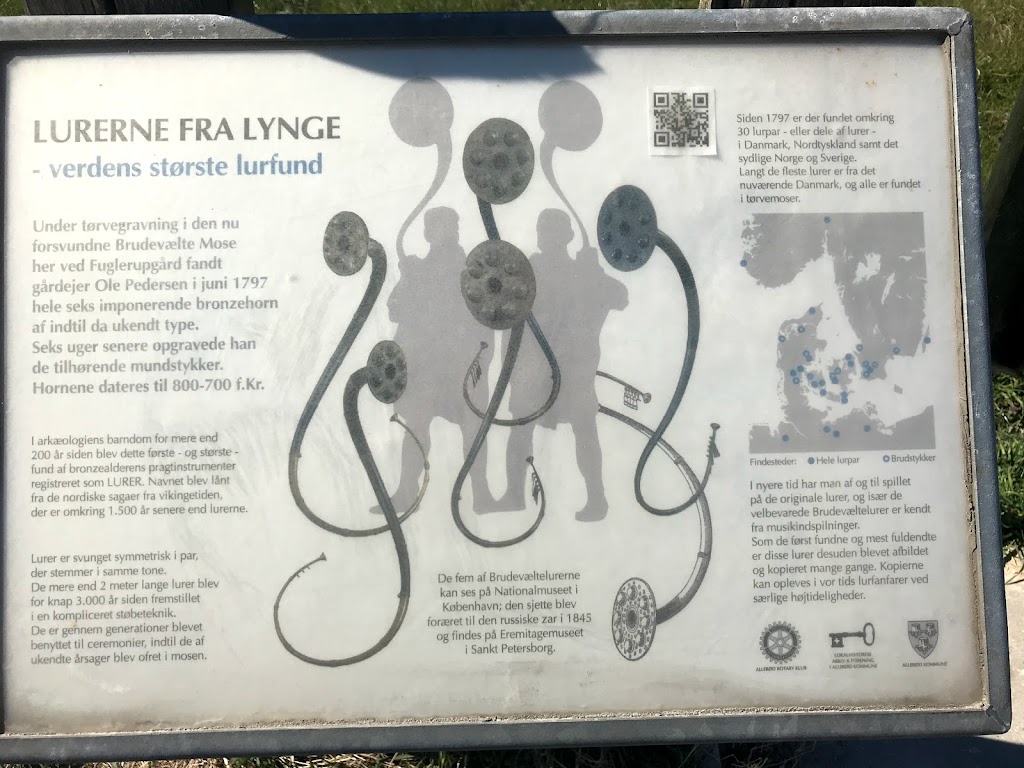 LURERNE FRA LYNGE
- verdens største lurfund
Under tørvegravning i den nu
forsvundne Brudevælte Mose
her ved Fuglerupgård fandt
gårdejer Ole Pedersen i juni 1797
hele seks imponerende bronzehorn
af indtil da ukendt type.
Seks uger senere opgravede han
de tilhørende mundstykker.
Hornene dateres til 800-700 f.Kr.
I arkæologiens barndom for mere end
200 år siden blev dette første - og største -
fund af bronzealderens pragtinstrumenter
registreret som LURER. Navnet blev lånt
fra de nordiske sagaer fra vikingetiden,
der er omkring 1.500 år senere end lurerne.
Lurer er svunget symmetrisk i par,
der stemmer i samme tone.
De mere end 2 meter lange lurer blev
for knap 3.000 år siden fremstillet
i en kompliceret støbeteknik.
De er gennem generationer blevet
benyttet til ceremonier, indtil de af
ukendte årsager blev ofret i mosen.
De fem af Brudevæltelurerne
kan ses på Nationalmuseet i
København; den sjette blev
foræret til den russiske zar i 1845
og findes på Eremitagemuseet
i Sankt Petersborg.
Siden 1797 er der fundet omkring
30 lurpar - eller dele af lurer -
i Danmark, Nordtyskland samt det
sydlige Norge og Sverige.
Langt de fleste lurer er fra det
nuværende Danmark, og alle er fundet
i tørvemoser.
Findesteder: Hele lurpar Brudstykker
I nyere tid har man af og til spillet
på de originale lurer, og især de
velbevarede Brudevæltelurer er kendt
fra musikindspilninger.
Som de først fundne og mest fuldendte
er disse lurer desuden blevet afbildet
og kopieret mange gange. Kopierne
kan opleves i vor tids lurfanfarer ved
særlige højtideligheder.
ALLERØD ROTARY KLUB
LOKALHISTORISK
ARKIV & FORENING
I ALLERØD KOMMUNE
ALLERØD KOMMUNE